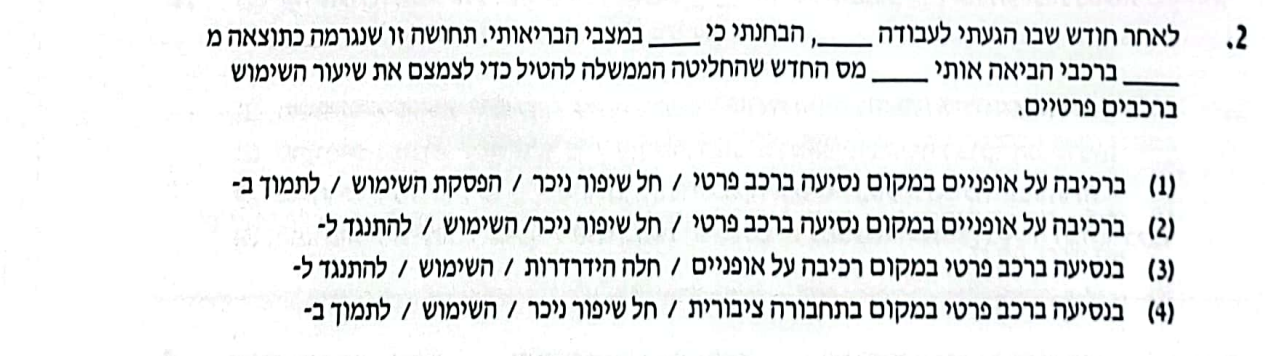 2. לאחר חודש שבו הגעתי לעבודה ____, הבחנתי כי ____ במצבי הבריאותי. תחושה זו שנגרמה כתוצאה מ
____ ברכבי הביאה אותי ____ מס החדש שהחליטה הממשלה להטיל כדי לצמצם את שיעור השימוש
ברכבים פרטיים.
(1) ברכיבה על אופניים במקום נסיעה ברכב פרטי / חל שיפור ניכר / הפסקת השימוש / לתמוך ב-
(2) ברכיבה על אופניים במקום נסיעה ברכב פרטי / חל שיפור ניכר/ השימוש / להתנגד ל-
(3) בנסיעה ברכב פרטי במקום רכיבה על אופניים / חלה הידרדרות / השימוש / להתנגד ל-
(4) בנסיעה ברכב פרטי במקום בתחבורה ציבורית / חל שיפור ניכר / השימוש / לתמוך ב-